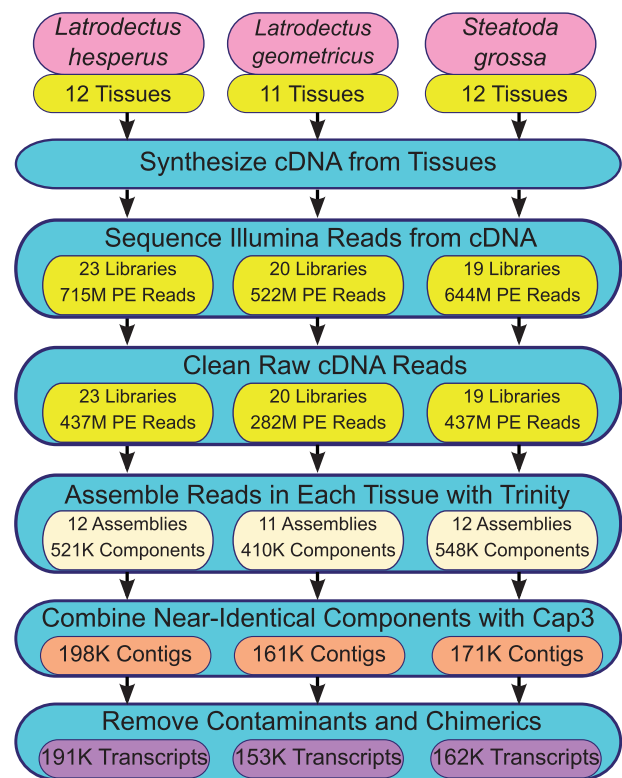 Latrodectus
hesperus
Latrodectus
geometricus
Steatoda
grossa
12 Tissues
11 Tissues
12 Tissues
Synthesize cDNA from Tissues
Sequence Illumina Reads from cDNA
23 Libraries
715M PE Reads
20 Libraries
522M PE Reads
19 Libraries
644M PE Reads
Clean Raw cDNA Reads
23 Libraries
437M PE Reads
20 Libraries
282M PE Reads
19 Libraries
437M PE Reads
Assemble Reads in Each Tissue with Trinity
12 Assemblies
521K Components
11 Assemblies
410K Components
12 Assemblies
548K Components
Combine Near-Identical Components with Cap3
198K Contigs
161K Contigs
171K Contigs
Remove Contaminants and Chimerics
191K Transcripts
153K Transcripts
162K Transcripts